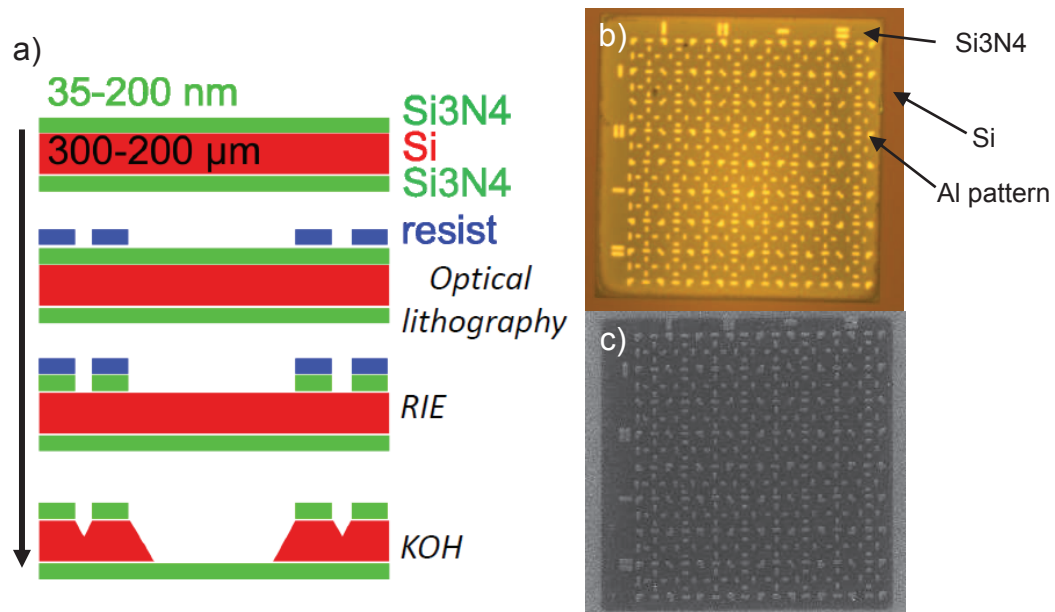 a)
35-200 nm
Si3N4
300-200 µm
Si
Si3N4
resist
Optical
lithography
RIE
KOH
b)
Si3N4
Si
Al pattern
c)